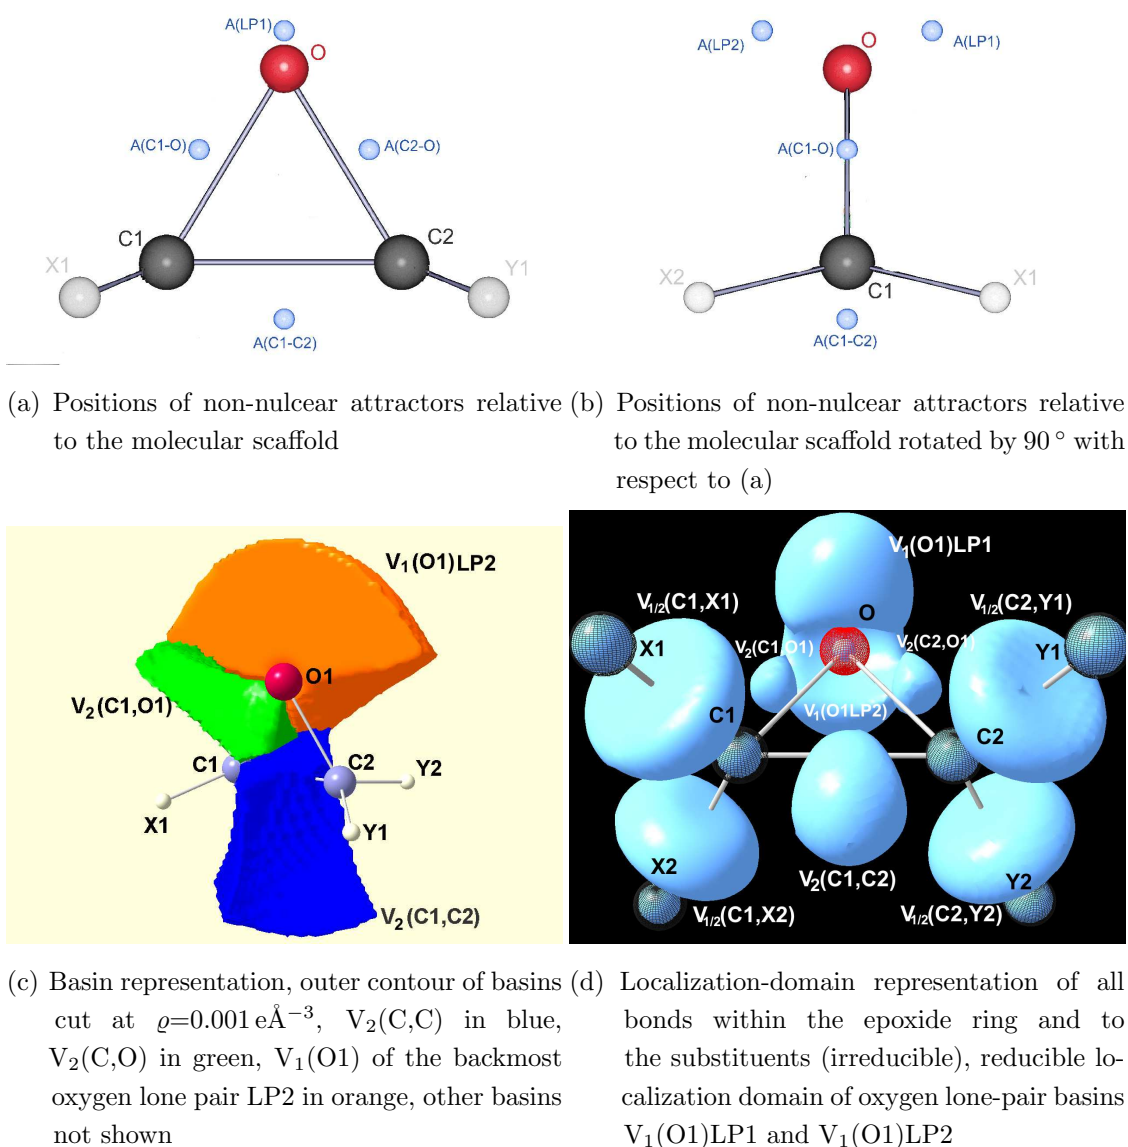 A(LP1)
O
A(C1-O)
A(C2-O)
C1
C2
X1
Y1
A(C1-C2)
A(LP2)
O
A(LP1)
A(C1-O)
X2
X1
C1
A(C1-C2)
(a) Positions of non-nulcear attractors relative
to the molecular scaffold
(b) Positions of non-nulcear attractors relative
to the molecular scaffold rotated by 90 ° with
respect to (a)
V₁(O1)LP2
O1
V₂(C1,O1)
C1
C2
Y2
X1
Y1
V₂(C1,C2)
V₁(O1)LP1
V₁/₂(C1,X1)
O
V₁/₂(C2,Y1)
X1
V₂(C1,O1)
V₂(C2,O1)
Y1
C1
V₁(O1LP2)
C2
X2
V₂(C1,C2)
Y2
V₁/₂(C1,X2)
V₁/₂(C2,Y2)
(c) Basin representation, outer contour of basins
cut at ϱ=0.001 eÅ⁻³, V₂(C,C) in blue,
V₂(C,O) in green, V₁(O1) of the backmost
oxygen lone pair LP2 in orange, other basins
not shown
(d) Localization-domain representation of all
bonds within the epoxide ring and to
the substituents (irreducible), reducible lo-
calization domain of oxygen lone-pair basins
V₁(O1)LP1 and V₁(O1)LP2